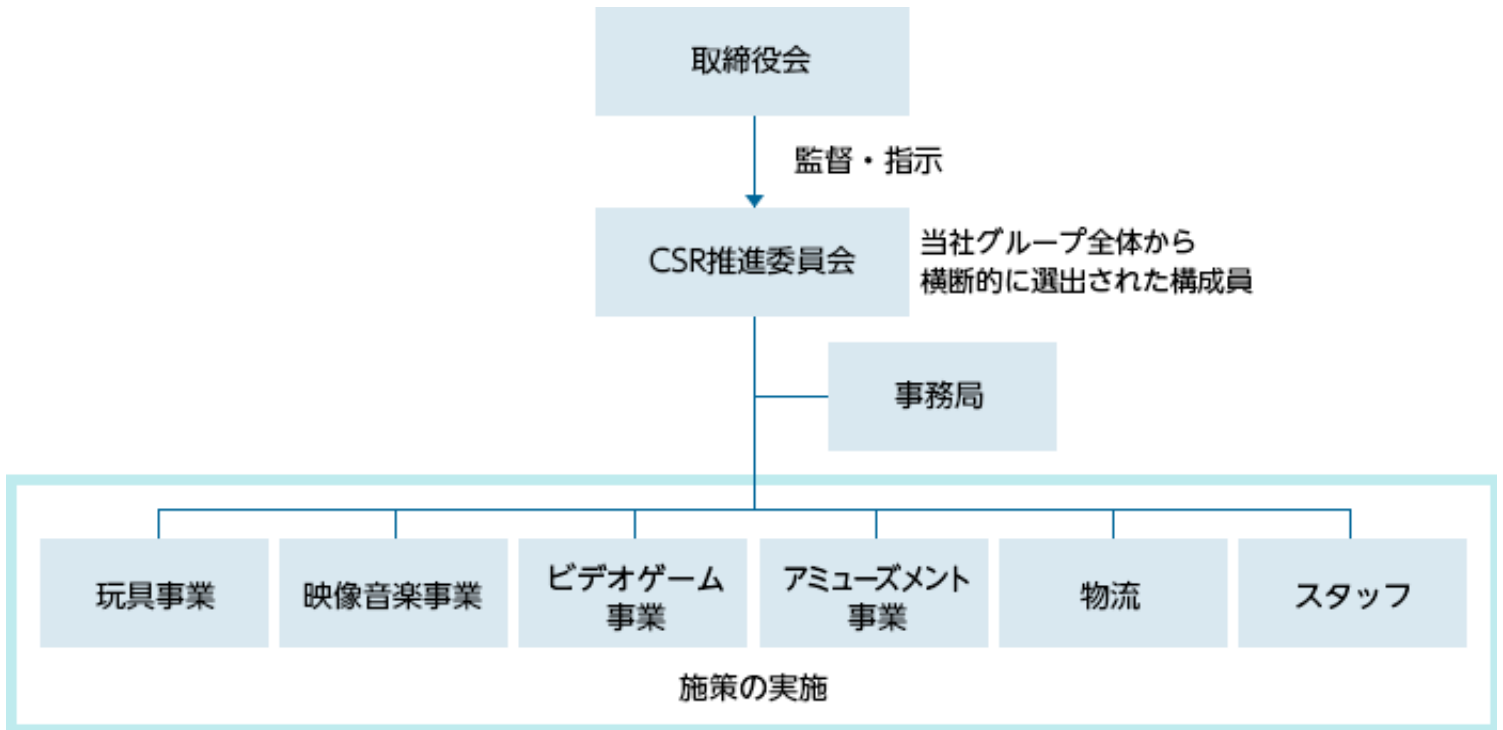 取締役会
監督・指示
CSR推進委員会
当社グループ全体から
横断的に選出された構成員
事務局
玩具事業
映像音楽事業
ビデオゲーム
事業
アミューズメント
事業
物流
スタッフ
施策の実施